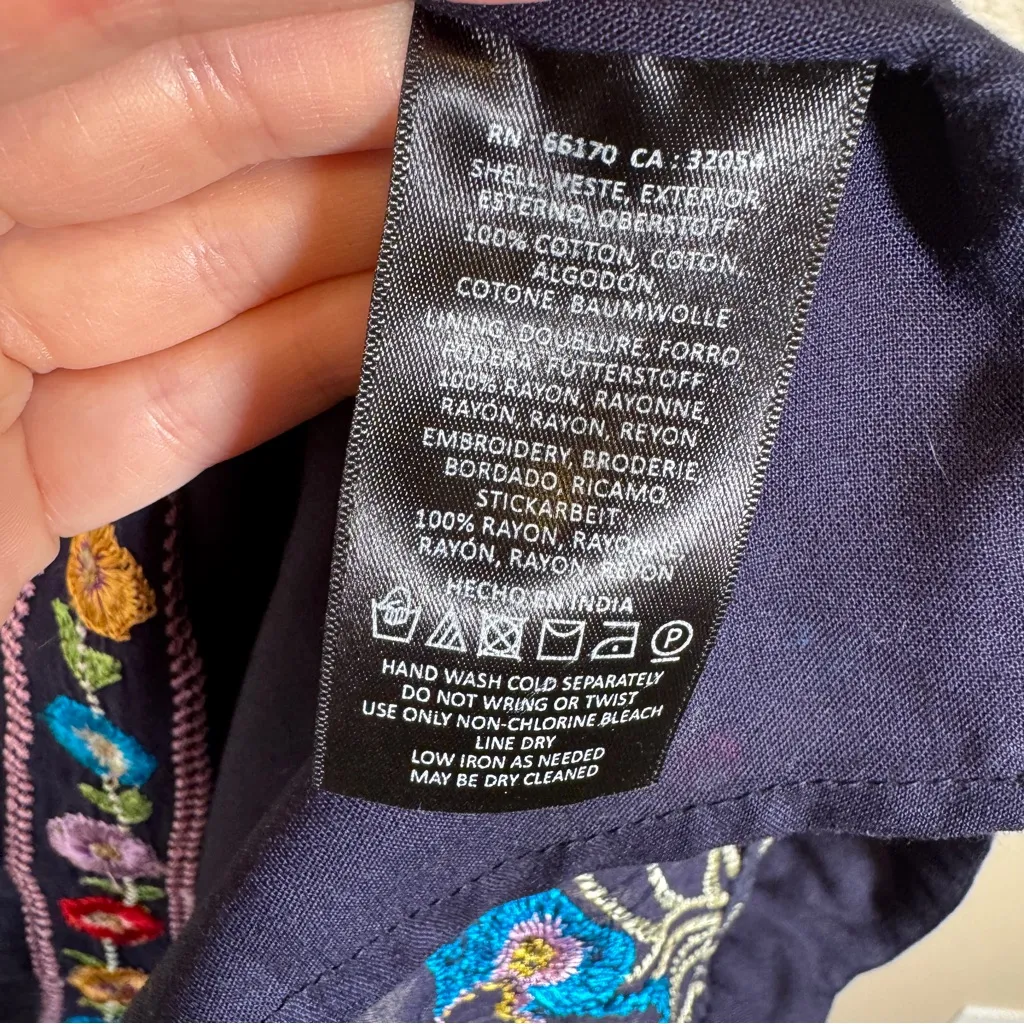 RN : 66170 CA : 32054
SHELL, VESTE, EXTERIOR
ESTERNO, OBERSTOFF
100% COTTON, COTON,
ALGODÓN,
COTONE, BAUMWOLLE
LINING, DOUBLURE, FORRO
FODERA, FUTTERSTOFF
100% RAYON, RAYONNE,
RAYÓN, RAYON, REYON
EMBROIDERY, BRODERIE,
BORDADO, RICAMO,
STICKARBEIT :
100% RAYON, RAYONNE,
RAYÓN, RAYON, REYON
HECHO EN INDIA
P
HAND WASH COLD SEPARATELY
DO NOT WRING OR TWIST
USE ONLY NON-CHLORINE BLEACH
LINE DRY
LOW IRON AS NEEDED
MAY BE DRY CLEANED